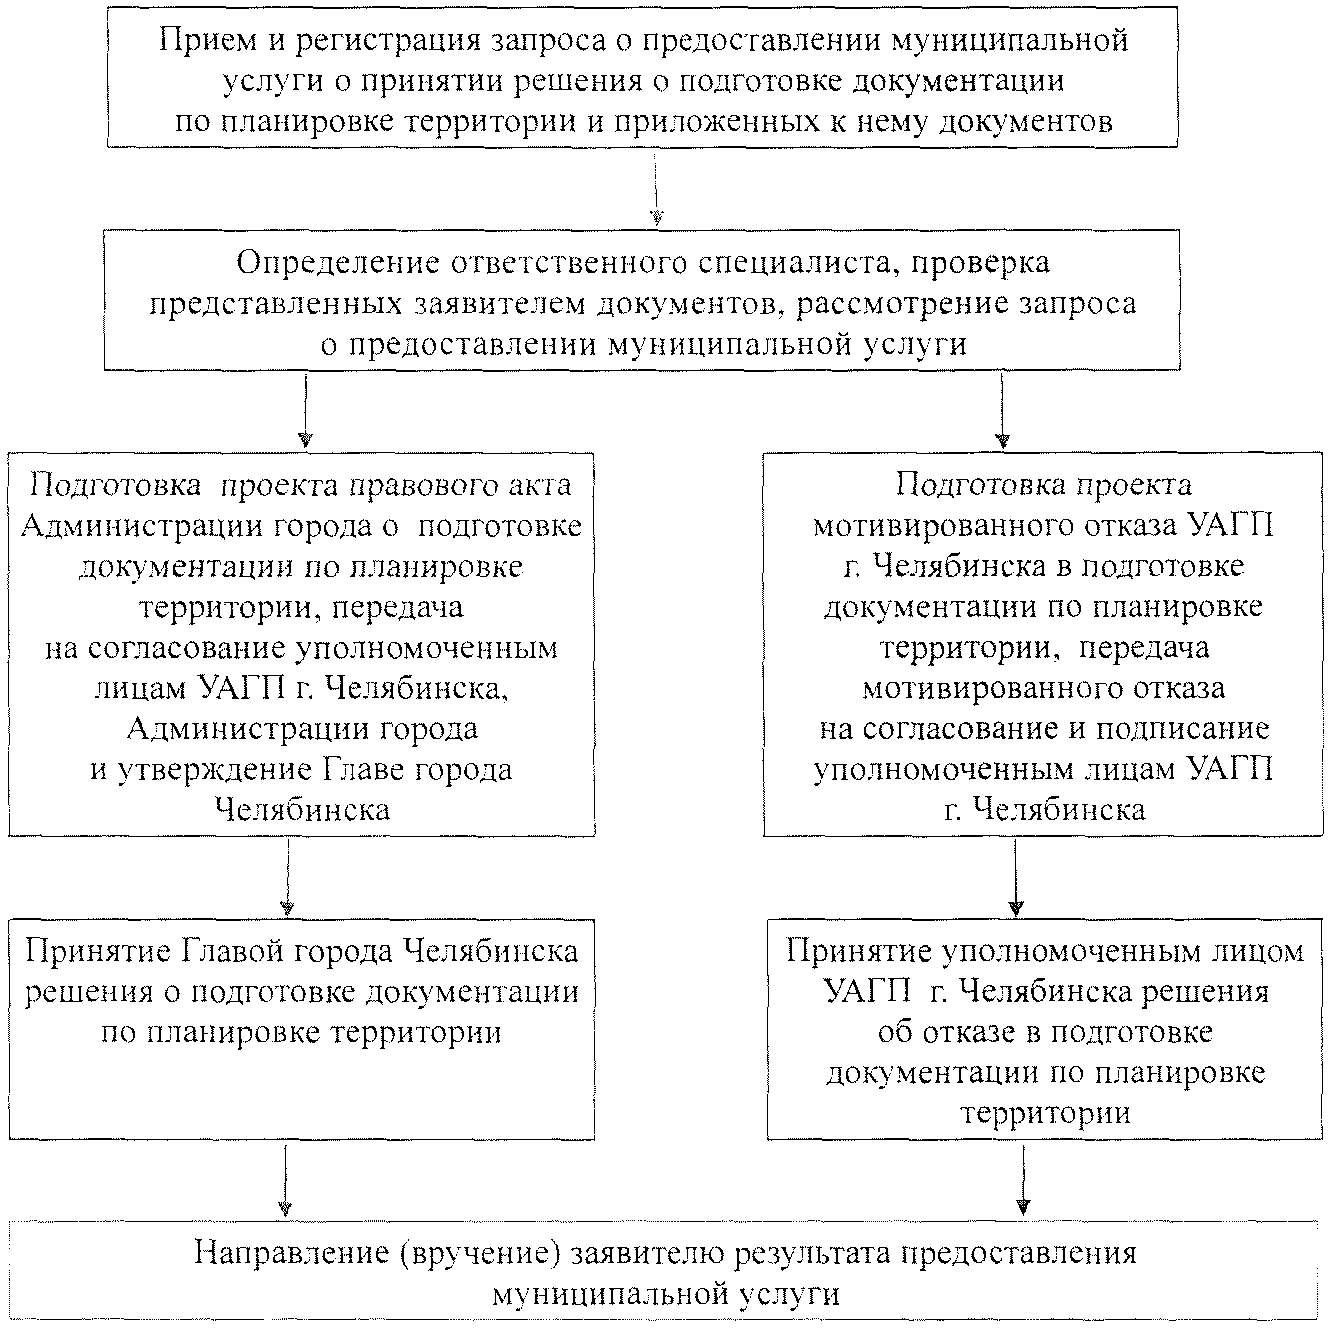 Прием и регистрация запроса о предоставлении муниципальной
услуги о принятии решения о подготовке документации
по планировке территории и приложенных к нему документов
Определение ответственного специалиста, проверка
представленных заявителем документов, рассмотрение запроса
о предоставлении муниципальной услуги
Подготовка проекта правового акта
Администрации города о подготовке
документации по планировке
территории, передача
на согласование уполномоченным
лицам УАГП г. Челябинска,
Администрации города
и утверждение Главе города
Челябинска
Подготовка проекта
мотивированного отказа УАГП
г. Челябинска в подготовке
документации по планировке
территории, передача
мотивированного отказа
на согласование и подписание
уполномоченным лицам УАГП
г. Челябинска
Принятие Главой города Челябинска
решения о подготовке документации
по планировке территории
Принятие уполномоченным лицом
УАГП г. Челябинска решения
об отказе в подготовке
документации по планировке
территории
Направление (вручение) заявителю результата предоставления
муниципальной услуги